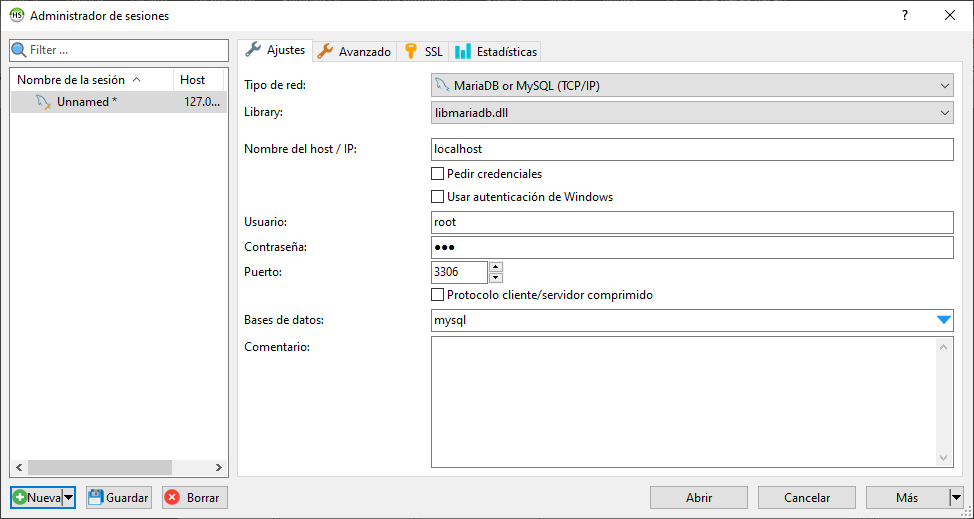 Administrador de sesiones
Filter ...
Nombre de la sesión
Host
Unnamed *
127.0...
Nueva
Guardar
Borrar
Ajustes
Avanzado
SSL
Estadísticas
Tipo de red:
MariaDB or MySQL (TCP/IP)
Library:
libmariadb.dll
Nombre del host / IP:
localhost
Pedir credenciales
Usar autenticación de Windows
Usuario:
root
Contraseña:
●●●
Puerto:
3306
Protocolo cliente/servidor comprimido
Bases de datos:
mysql
Comentario:
Abrir
Cancelar
Más